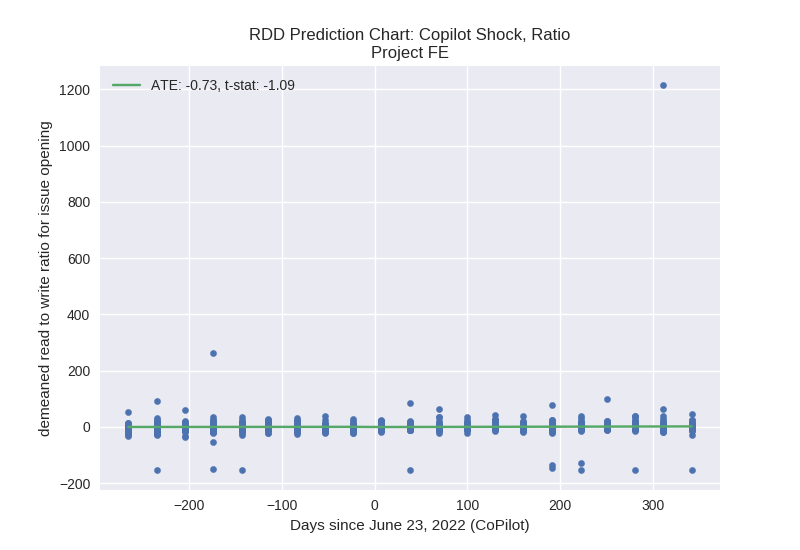 RDD Prediction Chart: Copilot Shock, Ratio
Project FE
ATE: -0.73, t-stat: -1.09
demeaned read to write ratio for issue opening
1200
1000
800
600
400
200
0
−200
−200
−100
0
100
200
300
Days since June 23, 2022 (CoPilot)